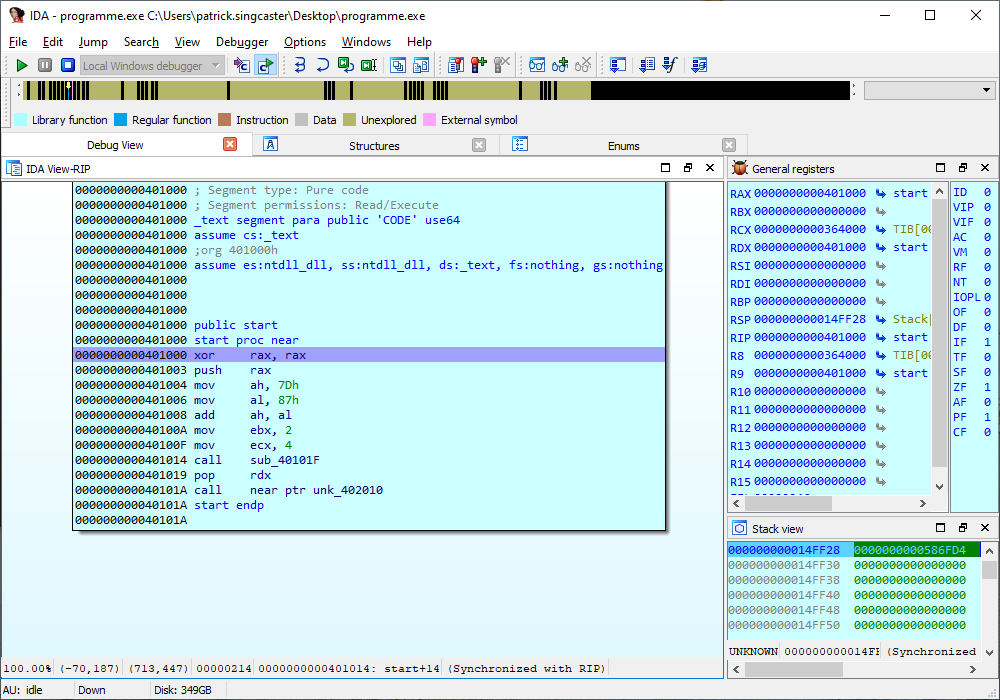 IDA - programme.exe C:\Users\patrick.singcaster\Desktop\programme.exe
File Edit Jump Search View Debugger Options Windows Help
Local Windows debugger
Library function Regular function Instruction Data Unexplored External symbol
Debug View Structures Enums
IDA View-RIP
0000000000401000 ; Segment type: Pure code
0000000000401000 ; Segment permissions: Read/Execute
0000000000401000 _text segment para public 'CODE' use64
0000000000401000 assume cs:_text
0000000000401000 ;org 401000h
0000000000401000 assume es:ntdll_dll, ss:ntdll_dll, ds:_text, fs:nothing, gs:nothing
0000000000401000
0000000000401000
0000000000401000
0000000000401000 public start
0000000000401000 start proc near
0000000000401000 xor rax, rax
0000000000401003 push rax
0000000000401004 mov ah, 7Dh
0000000000401006 mov al, 87h
0000000000401008 add ah, al
000000000040100A mov ebx, 2
000000000040100F mov ecx, 4
0000000000401014 call sub_40101F
0000000000401019 pop rdx
000000000040101A call near ptr unk_402010
000000000040101A start endp
000000000040101A
100.00% (-70,187) (713,447) 00000214 0000000000401014: start+14 (Synchronized with RIP)
General registers
RAX 0000000000401000 start
RBX 0000000000000000
RCX 0000000000364000 TIB[00
RDX 0000000000401000 start
RSI 0000000000000000
RDI 0000000000000000
RBP 0000000000000000
RSP 000000000014FF28 Stack[
RIP 0000000000401000 start
R8 0000000000364000 TIB[00
R9 0000000000401000 start
R10 0000000000000000
R11 0000000000000000
R12 0000000000000000
R13 0000000000000000
R14 0000000000000000
R15 0000000000000000
ID 0
VIP 0
VIF 0
AC 0
VM 0
RF 0
NT 0
IOPL 0
OF 0
DF 0
IF 1
TF 0
SF 0
ZF 1
AF 0
PF 1
CF 0
Stack view
000000000014FF28 0000000000586FD4
000000000014FF30 0000000000000000
000000000014FF38 0000000000000000
000000000014FF40 0000000000000000
000000000014FF48 0000000000000000
000000000014FF50 0000000000000000
UNKNOWN 000000000014FF (Synchronized
AU: idle Down Disk: 349GB